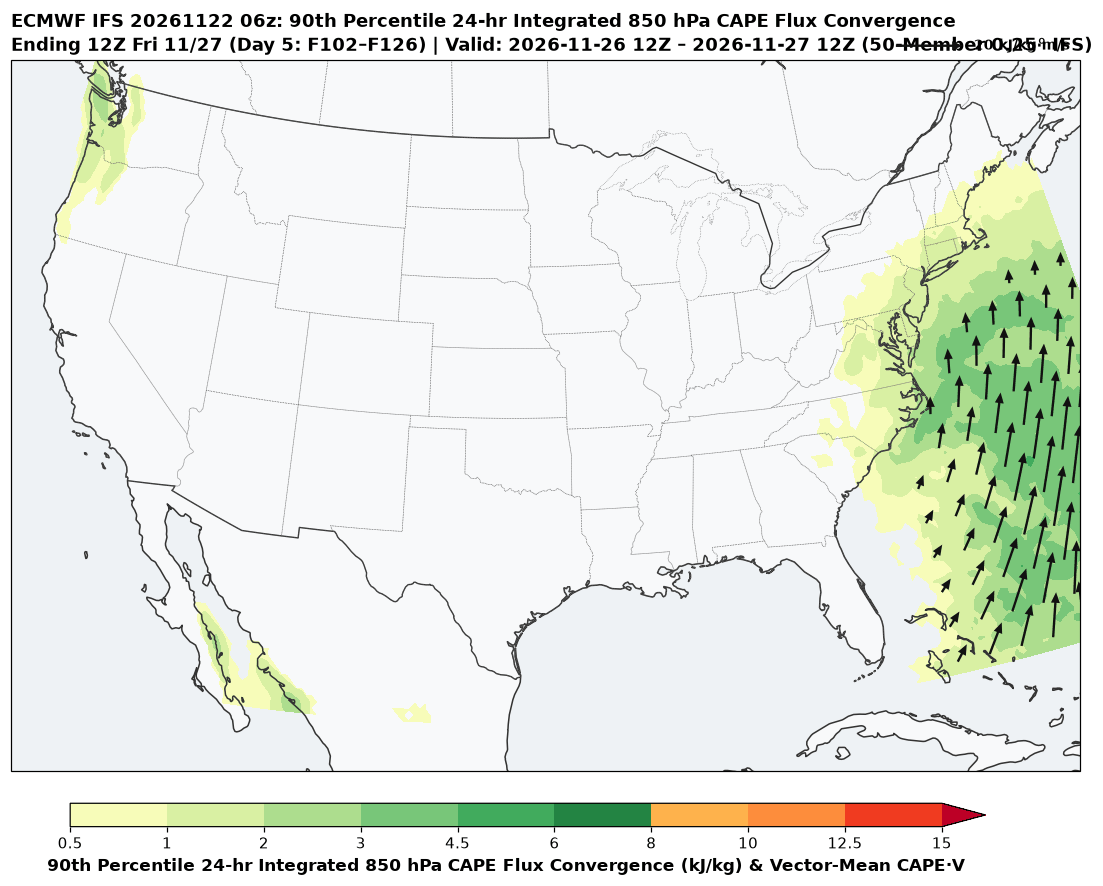 ECMWF IFS 20261122 06z: 90th Percentile 24-hr Integrated 850 hPa CAPE Flux Convergence
Ending 12Z Fri 11/27 (Day 5: F102–F126) | Valid: 2026-11-26 12Z – 2026-11-27 12Z (50-Member 0.25° IFS)
0.5 1 2 3 4.5 6 8 10 12.5 15
90th Percentile 24-hr Integrated 850 hPa CAPE Flux Convergence (kJ/kg) & Vector-Mean CAPE·V